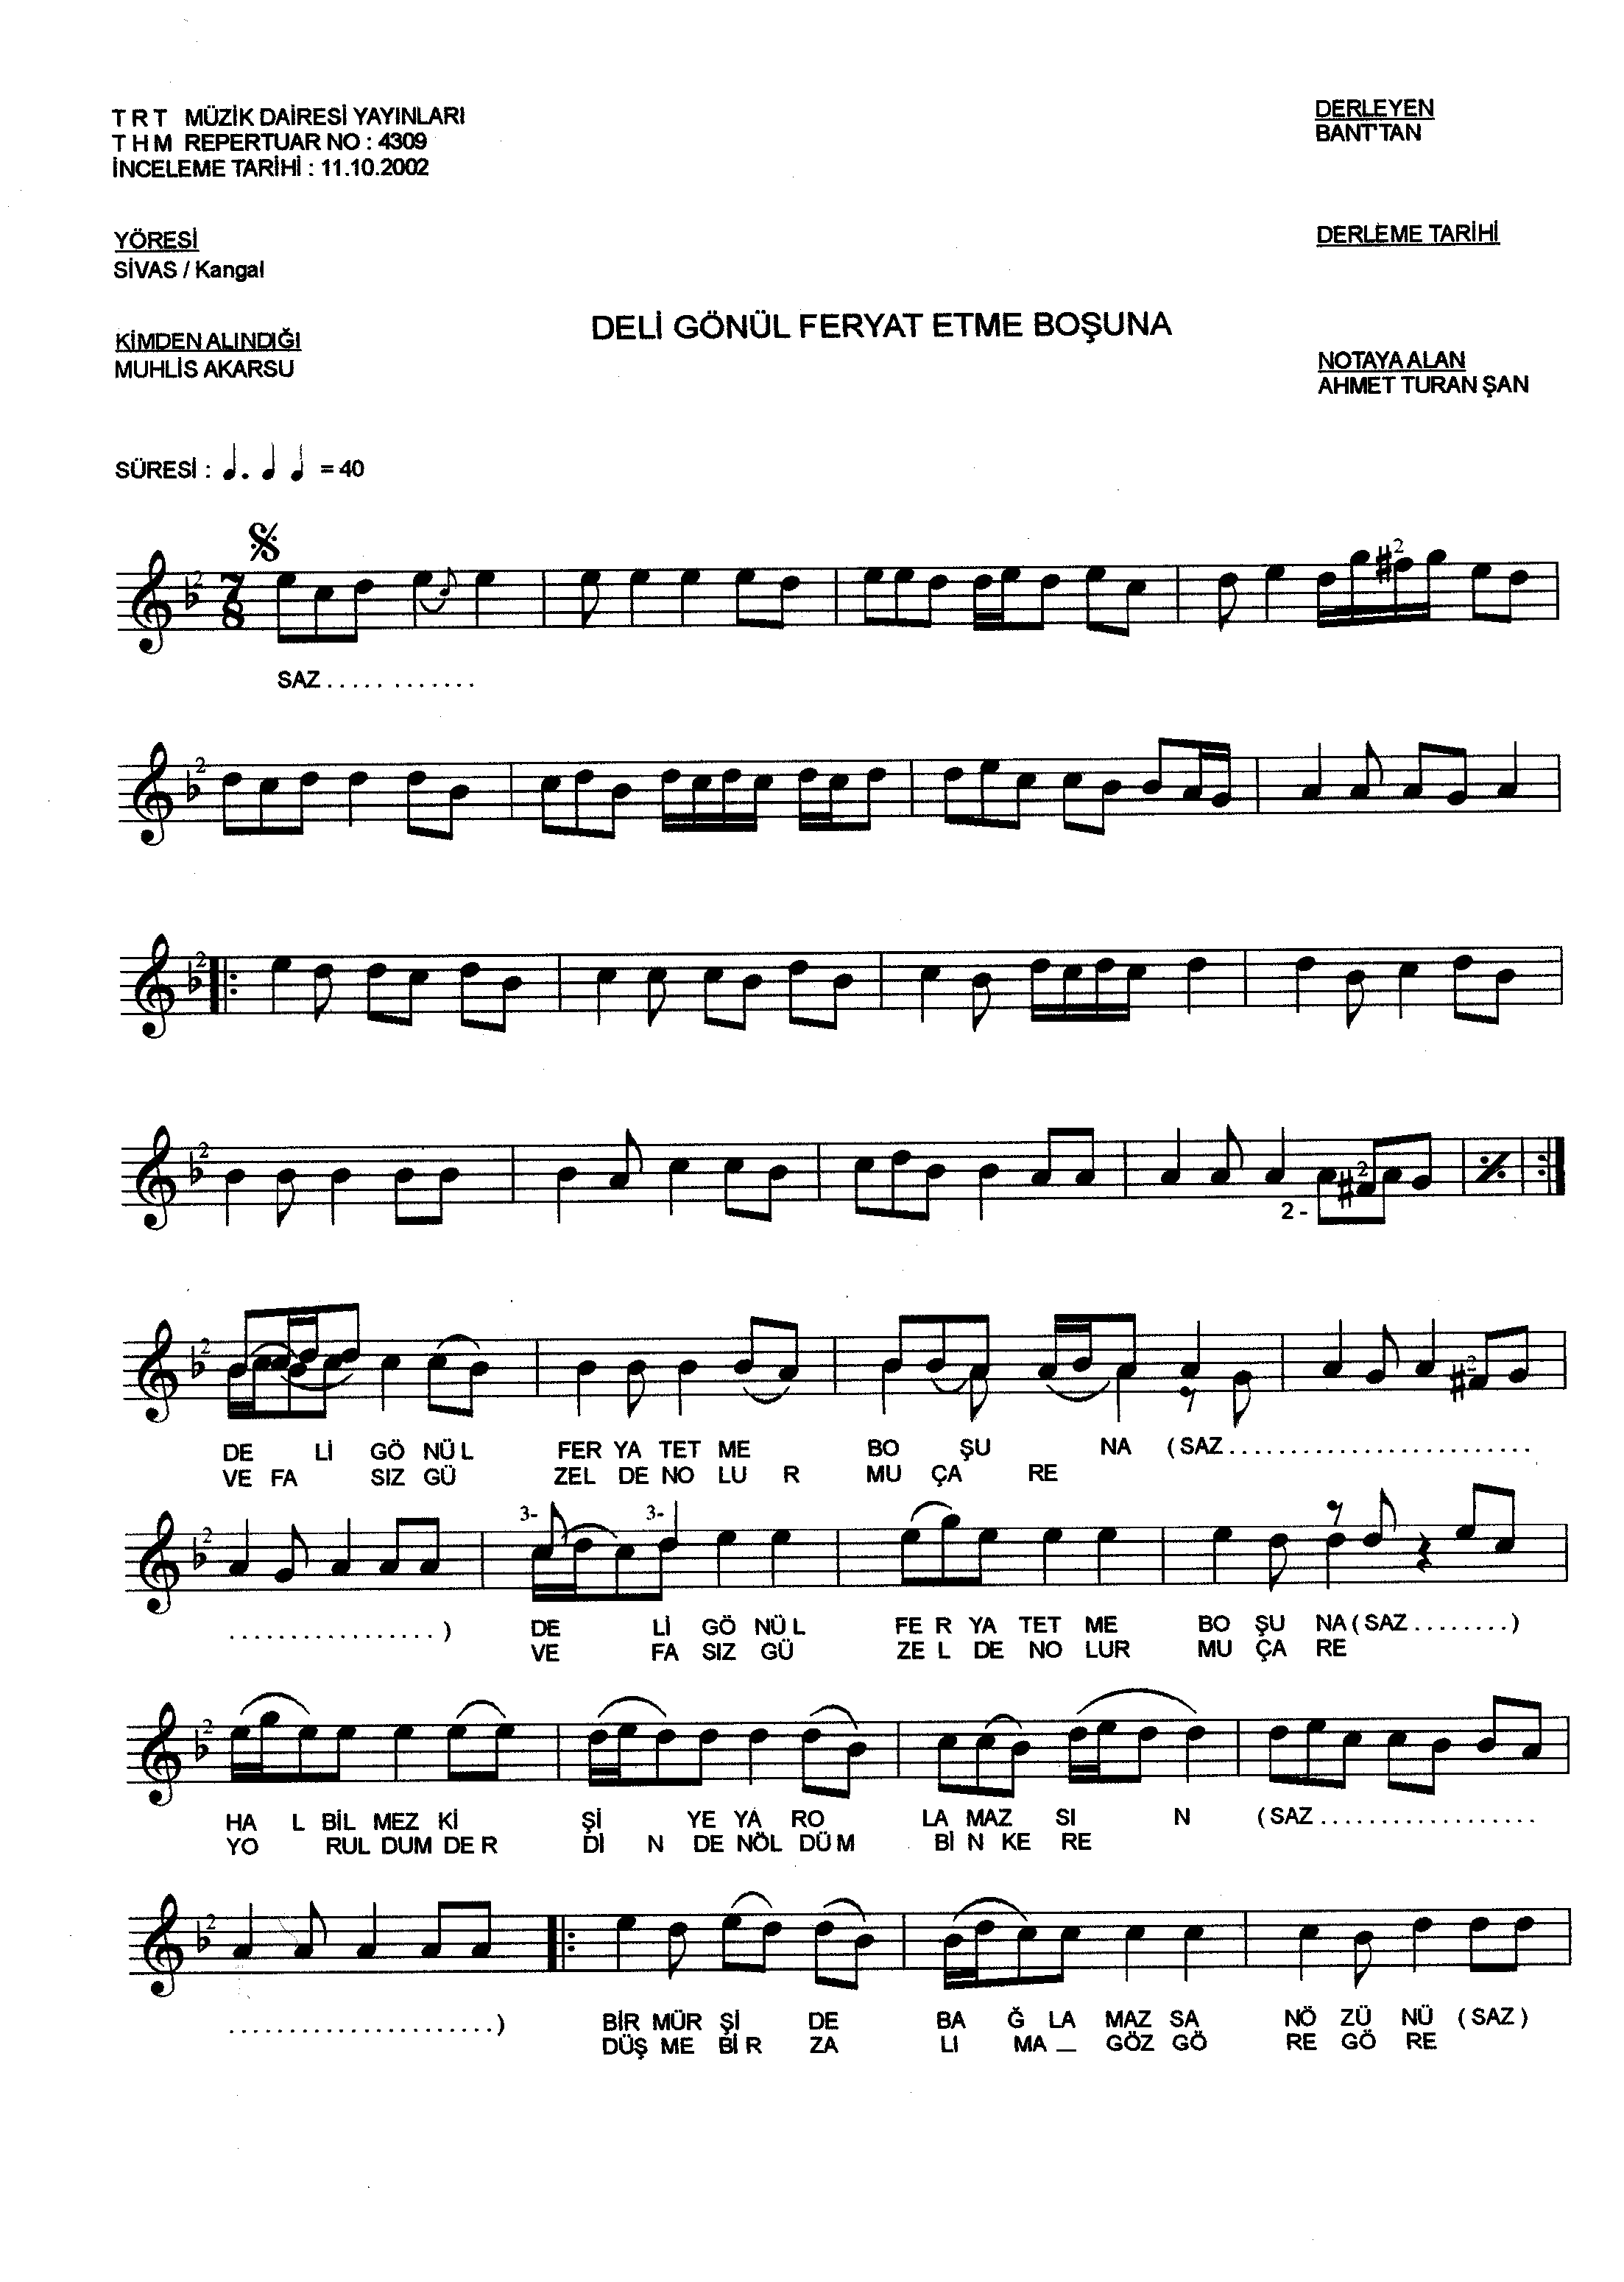 T R T MÜZİK DAİRESİ YAYINLARI
T H M REPERTUAR NO : 4309
İNCELEME TARİHİ : 11.10.2002
DERLEYEN
BANTTAN
YÖRESİ
SİVAS / Kangal
DERLEME TARİHİ
DELİ GÖNÜL FERYAT ETME BOŞUNA
KİMDEN ALINDIĞI
MUHLİS AKARSU
NOTAYA ALAN
AHMET TURAN ŞAN
SÜRESİ : = 40
SAZ . . . . . . . . . . . .
2 -
DE Lİ GÖ NÜ L FER YA TET ME BO ŞU NA ( SAZ . . . . . . . . . . . . . . . . . . . . . . . . .
VE FA SIZ GÜ ZEL DE NO LU R MU ÇA RE
3- 3-
. . . . . . . . . . . . . . . . . ) DE Lİ GÖ NÜ L FE R YA TET ME BO ŞU NA ( SAZ . . . . . . . . )
VE FA SIZ GÜ ZE L DE NO LUR MU ÇA RE
HA L BİL MEZ Kİ Şİ YE YA RO LA MAZ SI N ( SAZ . . . . . . . . . . . . . . . . . .
YO RUL DUM DE R Dİ N DE NÖL DÜ M Bİ N KE RE
. . . . . . . . . . . . . . . . . . . . . . ) BİR MÜR Şİ DE BA Ğ LA MAZ SA NÖ ZÜ NÜ ( SAZ )
DÜŞ ME Bİ R ZA LI MA _ GÖZ GÖ RE GÖ RE